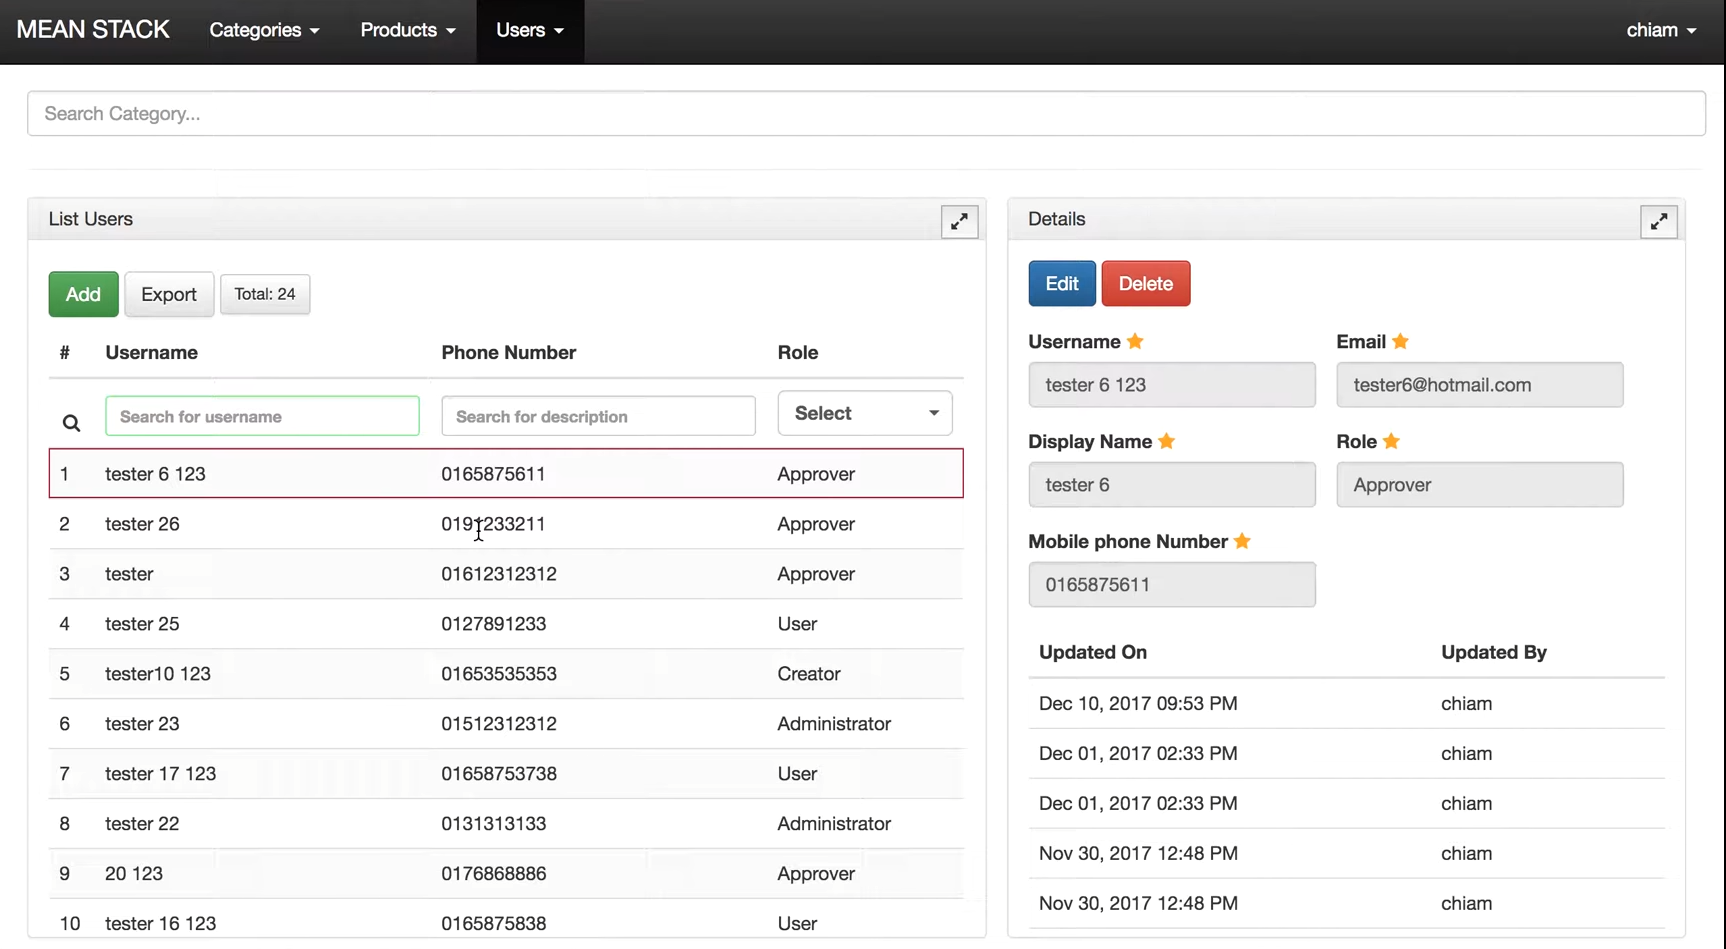 MEAN STACK Categories Products Users chiam
Search Category...
List Users
Add Export Total: 24
# Username Phone Number Role
Search for username Search for description Select
1 tester 6 123 0165875611 Approver
2 tester 26 0191233211 Approver
3 tester 01612312312 Approver
4 tester 25 0127891233 User
5 tester10 123 01653535353 Creator
6 tester 23 01512312312 Administrator
7 tester 17 123 01658753738 User
8 tester 22 0131313133 Administrator
9 20 123 0176868886 Approver
10 tester 16 123 0165875838 User
Details
Edit Delete
Username Email
tester 6 123 tester6@hotmail.com
Display Name Role
tester 6 Approver
Mobile phone Number
0165875611
Updated On Updated By
Dec 10, 2017 09:53 PM chiam
Dec 01, 2017 02:33 PM chiam
Dec 01, 2017 02:33 PM chiam
Nov 30, 2017 12:48 PM chiam
Nov 30, 2017 12:48 PM chiam